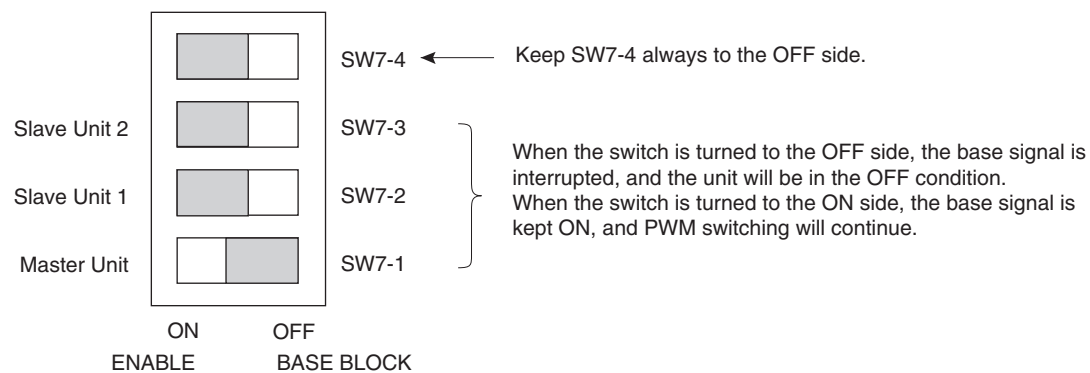 SW7-4
Keep SW7-4 always to the OFF side.
Slave Unit 2
SW7-3
Slave Unit 1
SW7-2
Master Unit
SW7-1
When the switch is turned to the OFF side, the base signal is
interrupted, and the unit will be in the OFF condition.
When the switch is turned to the ON side, the base signal is
kept ON, and PWM switching will continue.
ON
OFF
ENABLE
BASE BLOCK